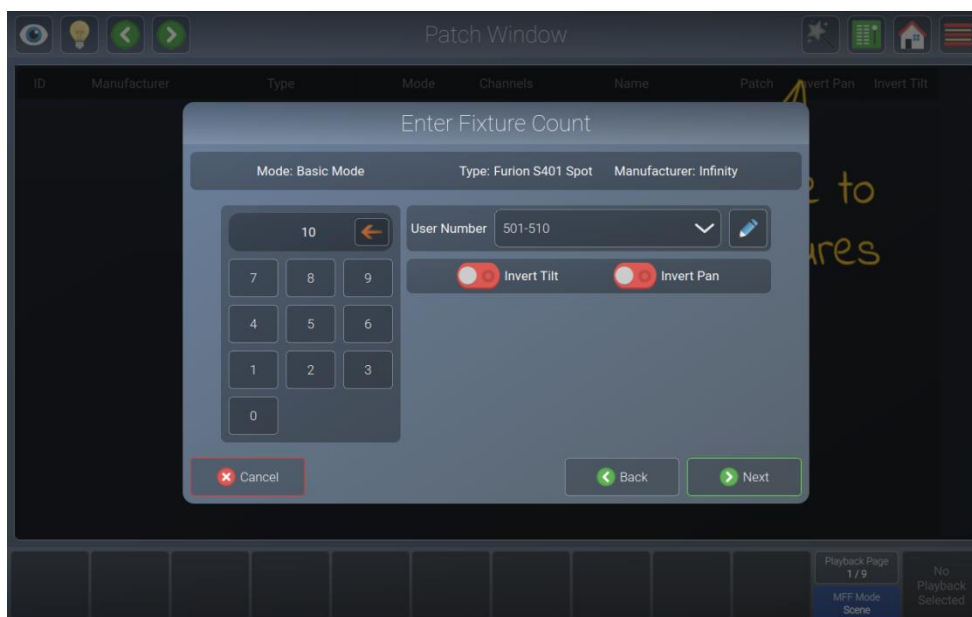 Patch Window
ID Manufacturer Type Mode Channels Name Patch Invert Pan Invert Tilt
Enter Fixture Count
Mode: Basic Mode Type: Furion S401 Spot Manufacturer: Infinity
to
10 User Number 501-510
7 8 9 Invert Tilt Invert Pan
4 5 6
1 2 3
0
Cancel Back Next
Playback Page
1/9
MFF Mode
Scene
No
Playback
Selected